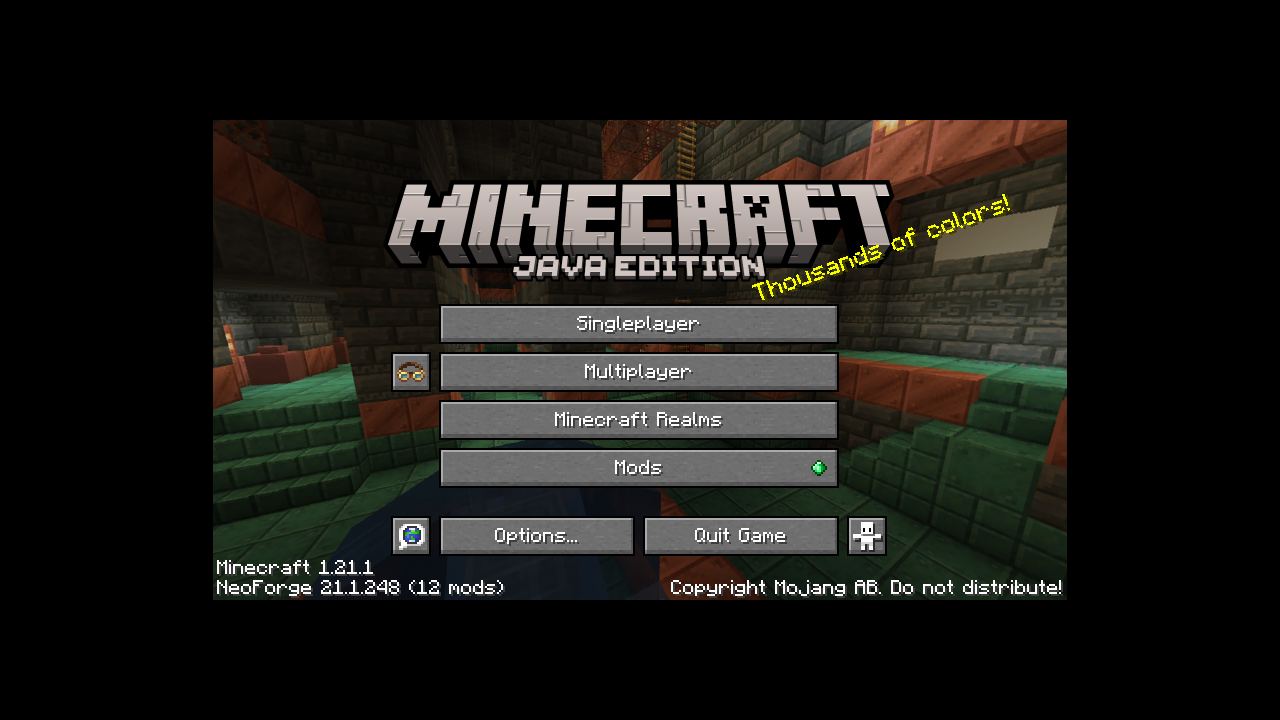 MINECRAFT
JAVA EDITION
Thousands of colors!
Singleplayer
Multiplayer
Minecraft Realms
Mods
Options...
Quit Game
Minecraft 1.21.1
NeoForge 21.1.248 (12 mods)
Copyright Mojang AB. Do not distribute!